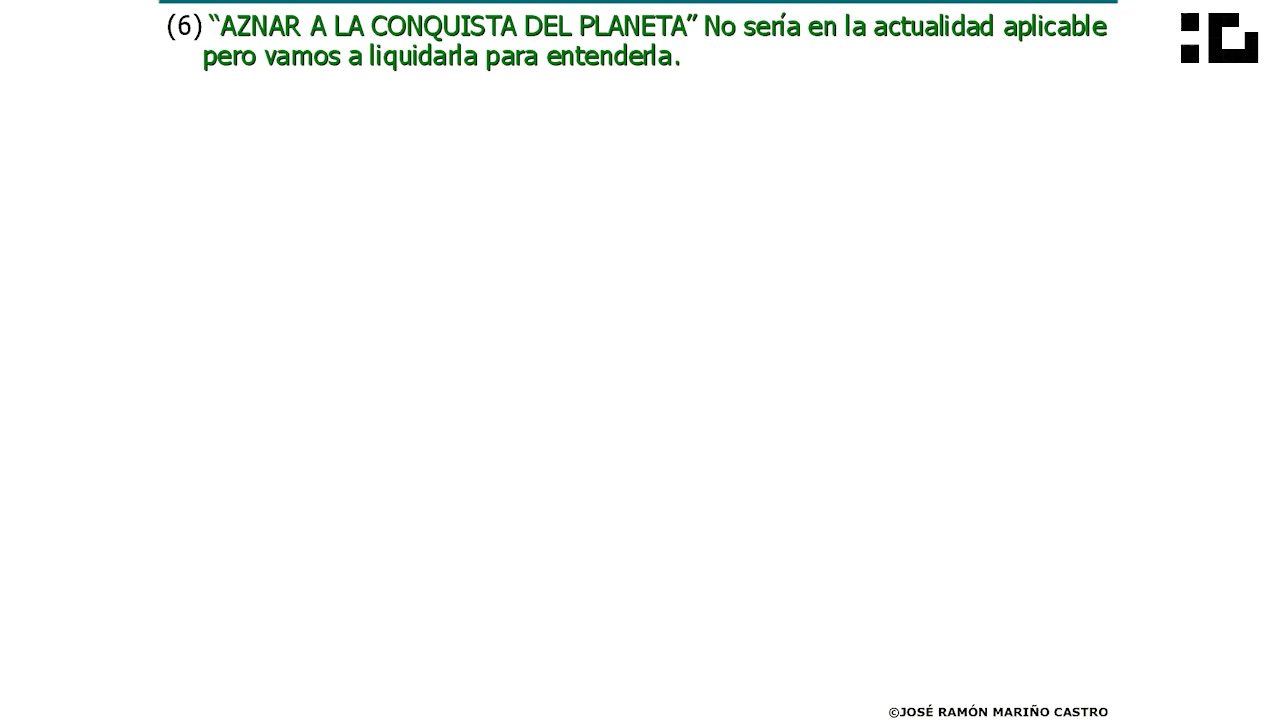 (6) “AZNAR A LA CONQUISTA DEL PLANETA” No sería en la actualidad aplicable
pero vamos a liquidarla para entenderla.
©JOSÉ RAMÓN MARIÑO CASTRO